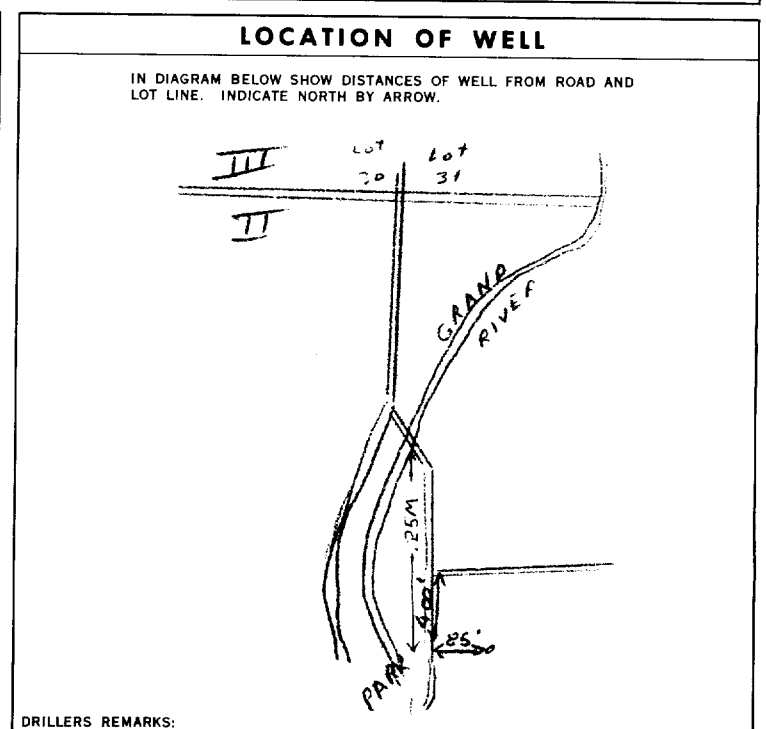 LOCATION OF WELL
IN DIAGRAM BELOW SHOW DISTANCES OF WELL FROM ROAD AND
LOT LINE. INDICATE NORTH BY ARROW.
III
Lot
Lot
30
31
II
GRAND
RIVER
.25M
400'
85'
PARK
DRILLERS REMARKS: